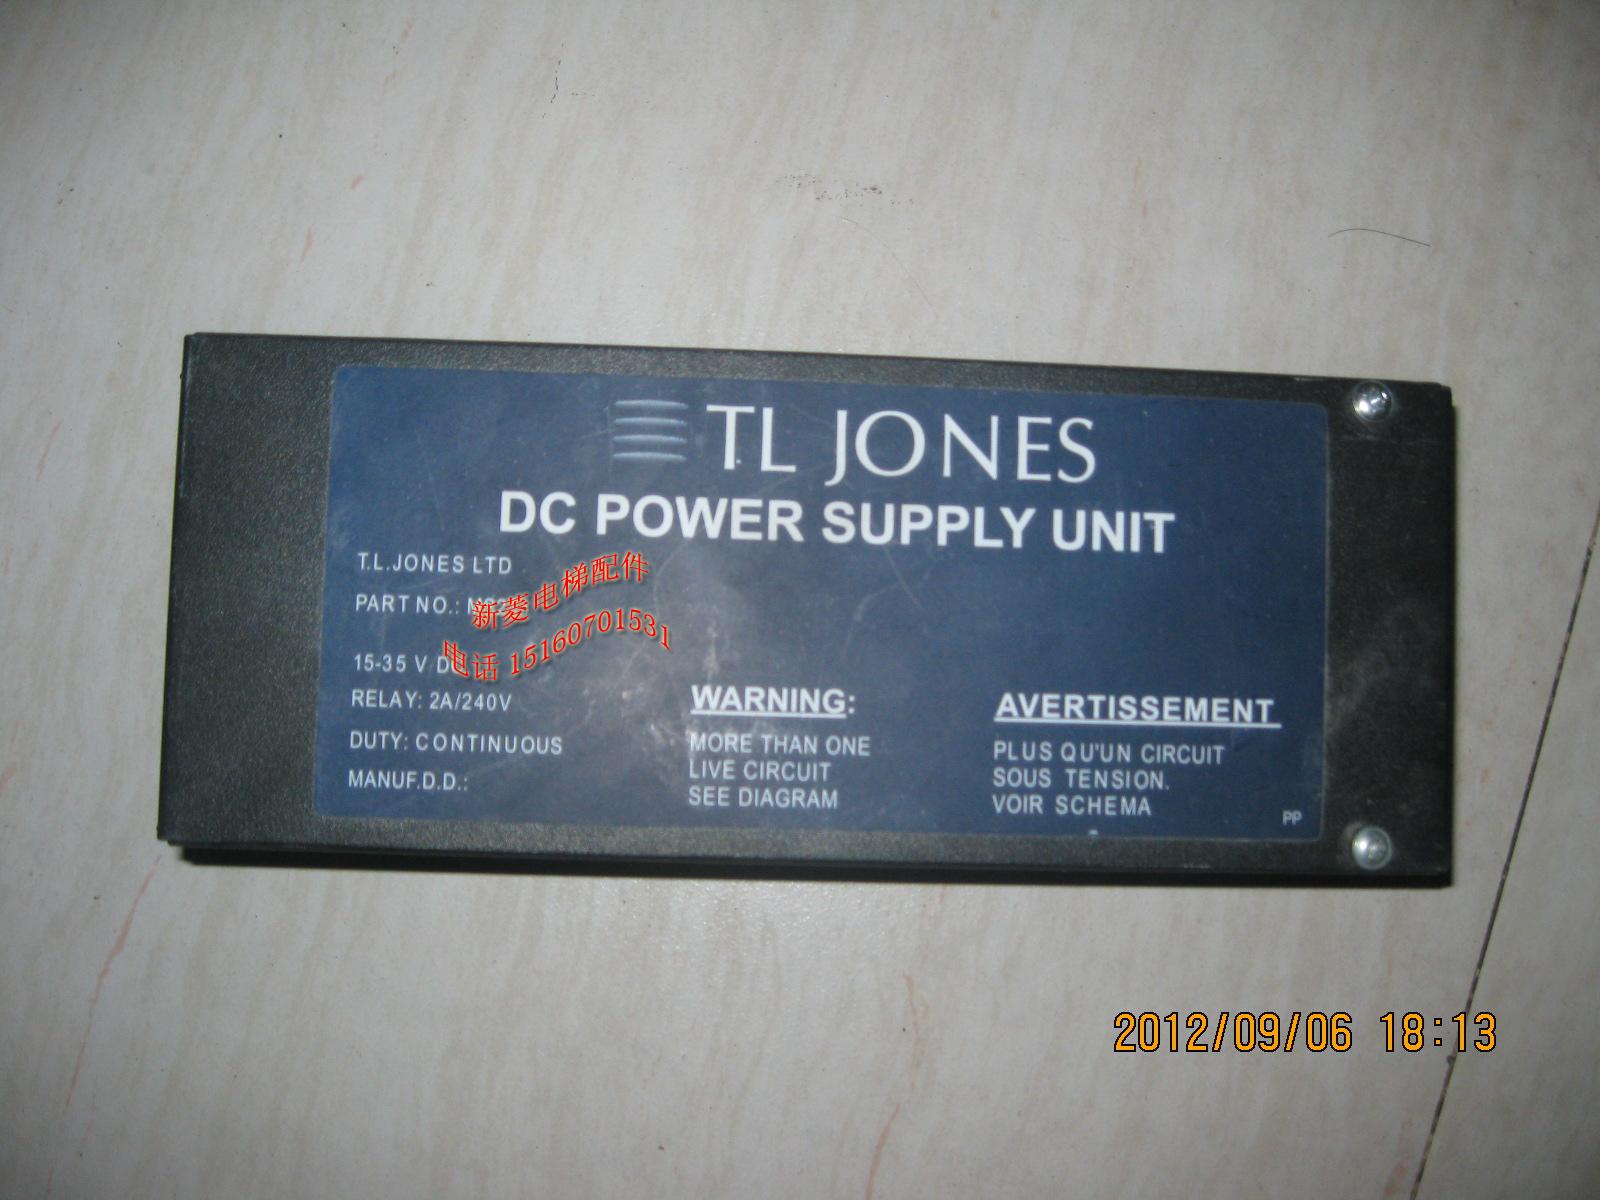 TL JONES
DC POWER SUPPLY UNIT
T.L.JONES LTD
PART NO.:
新菱电梯配件
电话 15160701531
15-35 V DC
RELAY: 2A/240V
DUTY: CONTINUOUS
MANUF.D.D.:
WARNING:
MORE THAN ONE
LIVE CIRCUIT
SEE DIAGRAM
AVERTISSEMENT
PLUS QU'UN CIRCUIT
SOUS TENSION.
VOIR SCHEMA
PP
2012/09/06 18:13